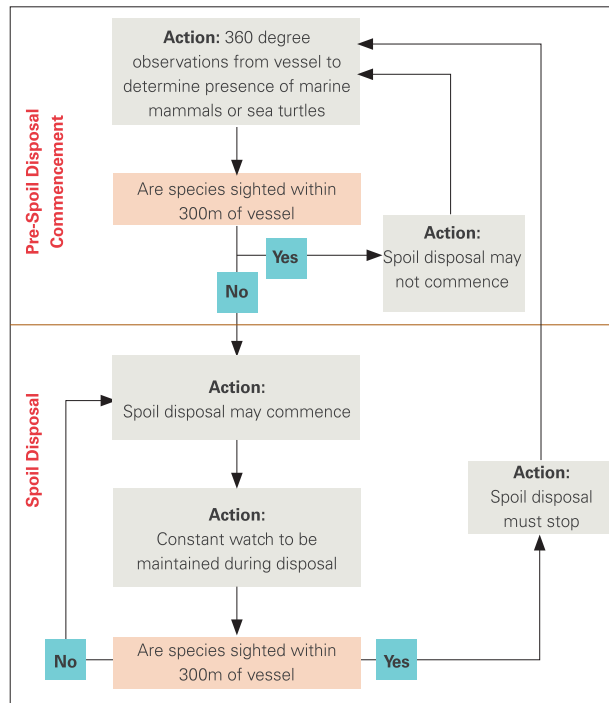 Pre-Spoil Disposal
Commencement
Action: 360 degree
observations from vessel to
determine presence of marine
mammals or sea turtles
Are species sighted within
300m of vessel
Yes
No
Action:
Spoil disposal may
not commence
Spoil Disposal
Action:
Spoil disposal may commence
Action:
Constant watch to be
maintained during disposal
Action:
Spoil disposal
must stop
Are species sighted within
300m of vessel
No
Yes